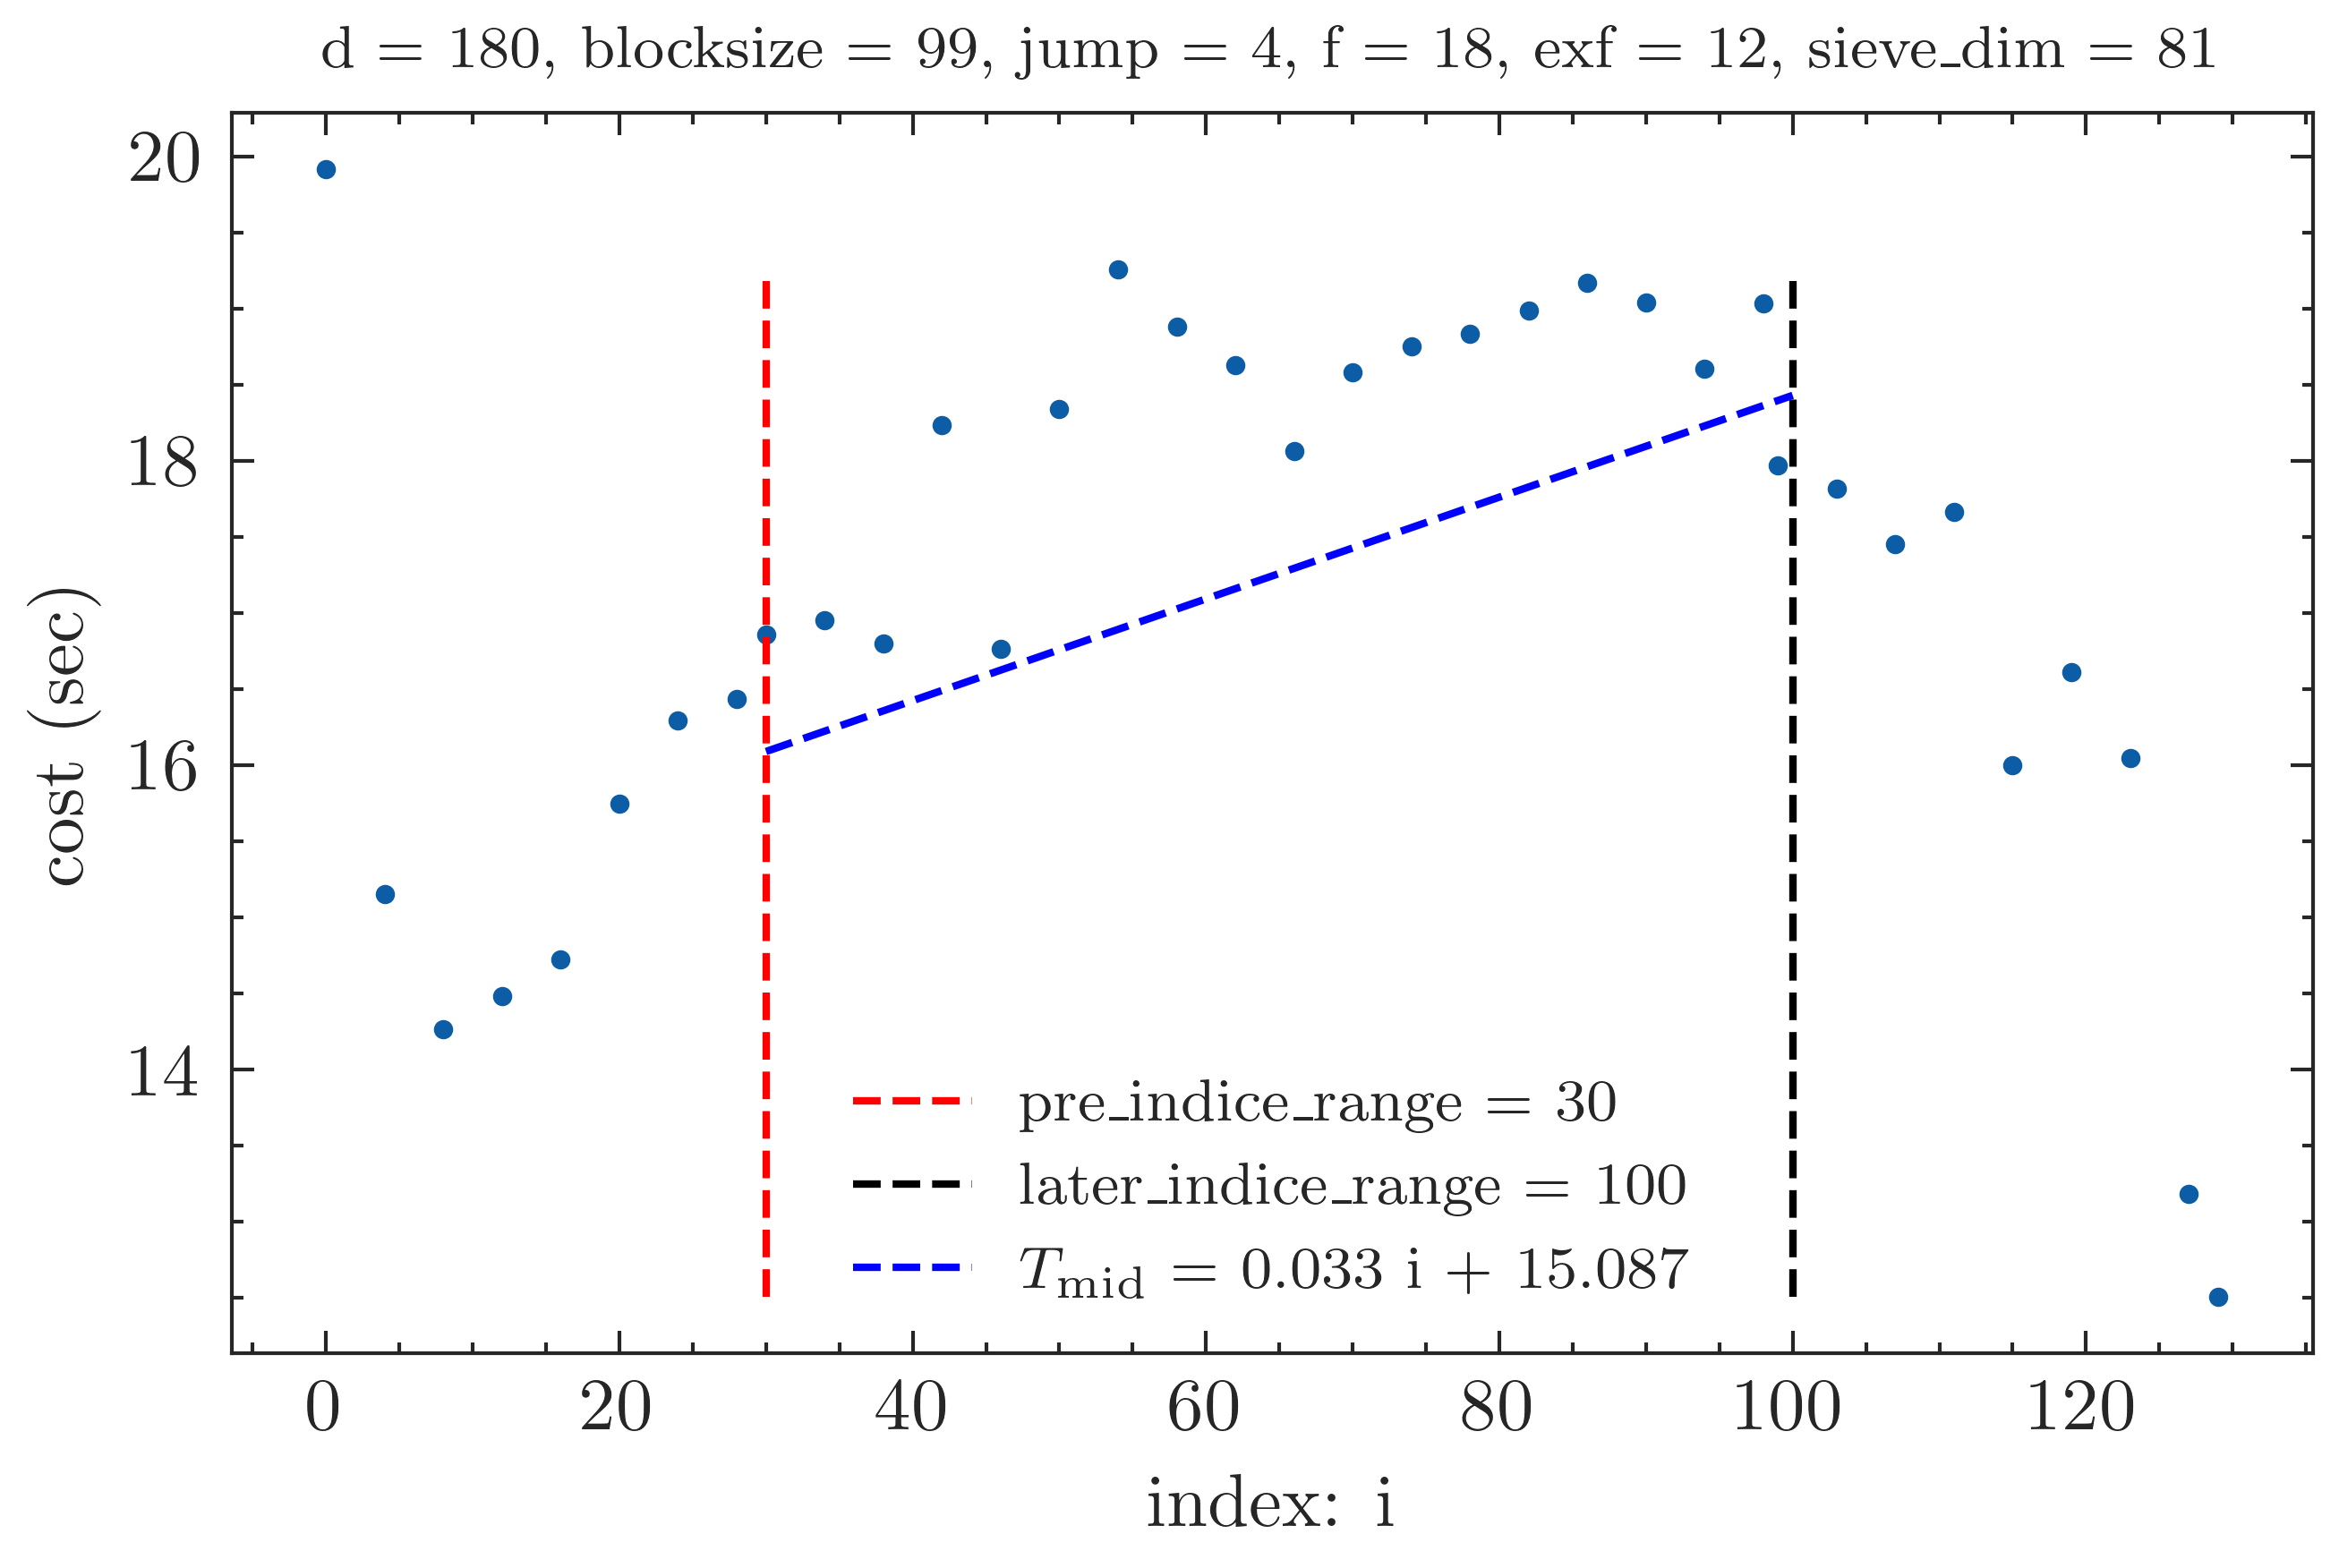 d = 180, blocksize = 99, jump = 4, f = 18, exf = 12, sieve_dim = 81
cost (sec)
20
18
16
14
pre_indice_range = 30
later_indice_range = 100
T_mid = 0.033 i + 15.087
0 20 40 60 80 100 120
index: i